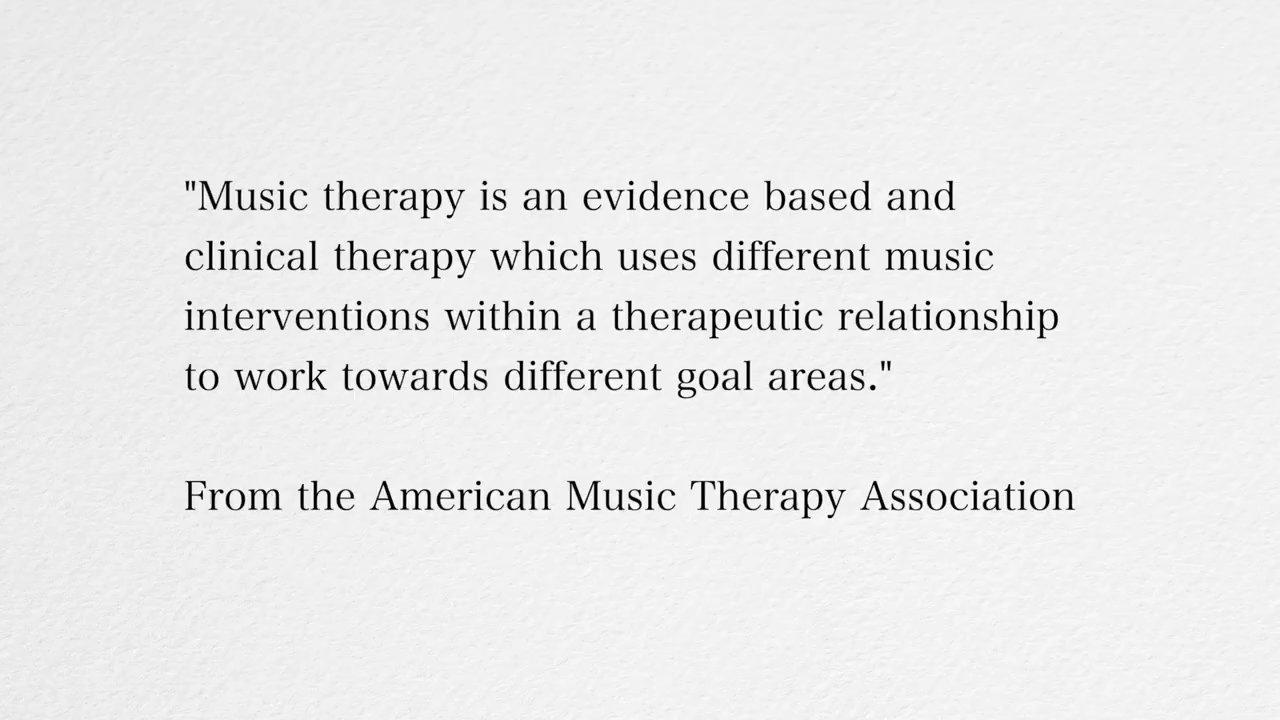 "Music therapy is an evidence based and
clinical therapy which uses different music
interventions within a therapeutic relationship
to work towards different goal areas."
From the American Music Therapy Association